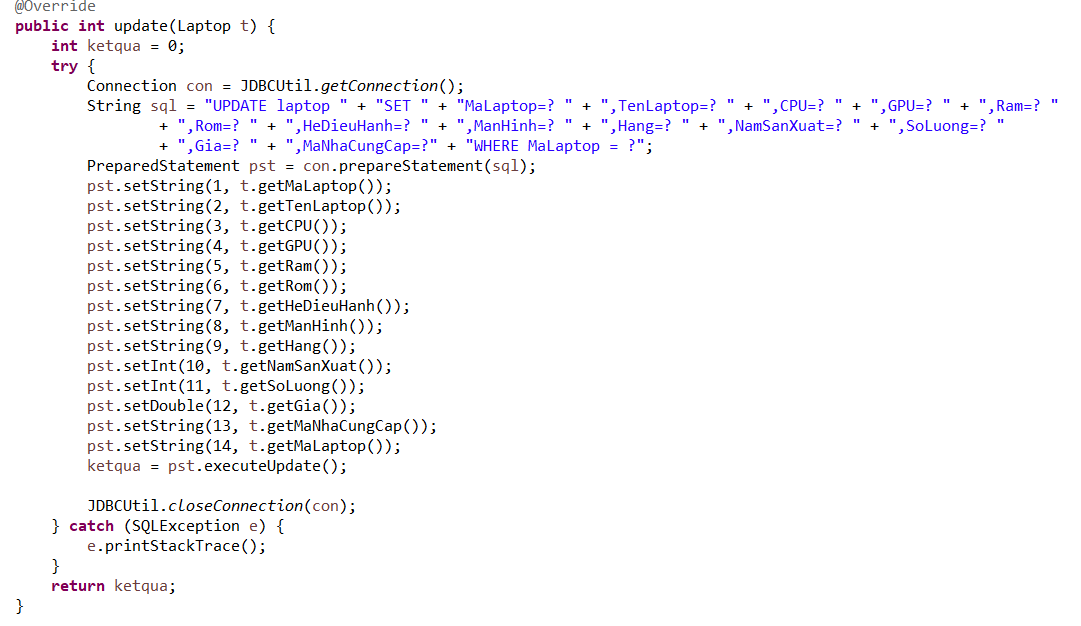 @Override
public int update(Laptop t) {
    int ketqua = 0;
    try {
        Connection con = JDBCUtil.getConnection();
        String sql = "UPDATE laptop " + "SET " + "MaLaptop=? " + ",TenLaptop=? " + ",CPU=? " + ",GPU=? " + ",Ram=? "
                + ",Rom=? " + ",HeDieuHanh=? " + ",ManHinh=? " + ",Hang=? " + ",NamSanXuat=? " + ",SoLuong=? "
                + ",Gia=? " + ",MaNhaCungCap=?" + "WHERE MaLaptop = ?";
        PreparedStatement pst = con.prepareStatement(sql);
        pst.setString(1, t.getMaLaptop());
        pst.setString(2, t.getTenLaptop());
        pst.setString(3, t.getCPU());
        pst.setString(4, t.getGPU());
        pst.setString(5, t.getRam());
        pst.setString(6, t.getRom());
        pst.setString(7, t.getHeDieuHanh());
        pst.setString(8, t.getManHinh());
        pst.setString(9, t.getHang());
        pst.setInt(10, t.getNamSanXuat());
        pst.setInt(11, t.getSoLuong());
        pst.setDouble(12, t.getGia());
        pst.setString(13, t.getMaNhaCungCap());
        pst.setString(14, t.getMaLaptop());
        ketqua = pst.executeUpdate();

        JDBCUtil.closeConnection(con);
    } catch (SQLException e) {
        e.printStackTrace();
    }
    return ketqua;
}